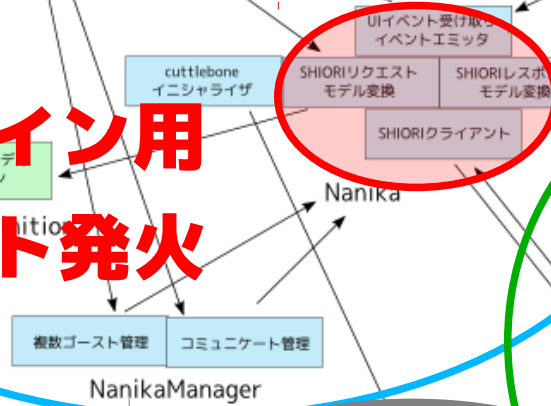 UIイベント受け取り
イベントエミッタ
cuttlebone
イニシャライザ
SHIORIリクエスト
モデル変換
SHIORIレスポ
モデル変換
SHIORIクライアント
イン用
デ
ン
Nanika
nition
ト発火
複数ゴースト管理
コミュニケート管理
NanikaManager